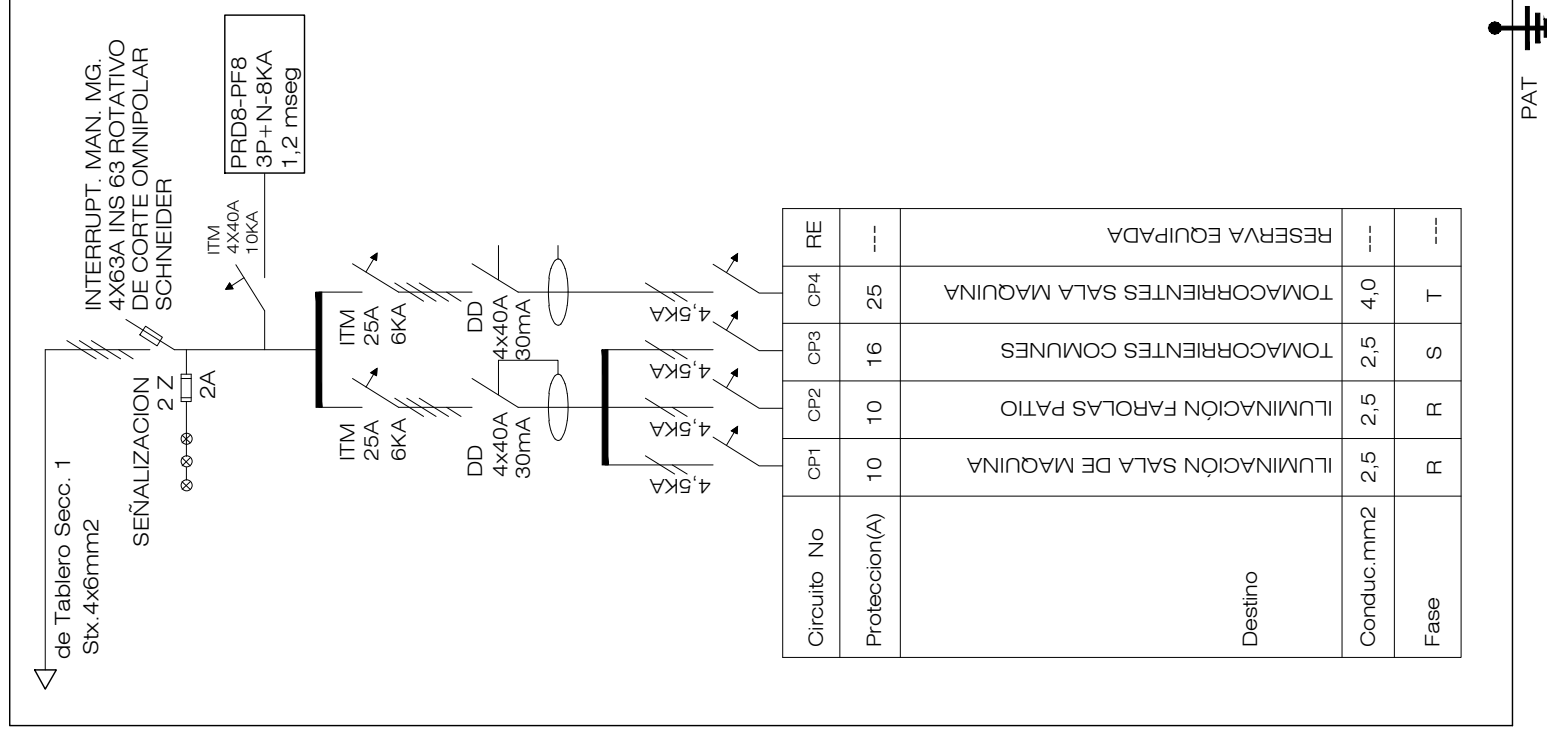 de Tablero Secc. 1
Stx.4x6mm2
INTERRUPT. MAN. MG.
4X63A INS 63 ROTATIVO
DE CORTE OMNIPOLAR
SCHNEIDER
SEÑALIZACION
2 Z
2A
ITM
4X40A
10KA
PRD8-PF8
3P+N-8KA
1,2 mseg
ITM
25A
6KA
ITM
25A
6KA
DD
4x40A
30mA
DD
4x40A
30mA
4,5KA
4,5KA
4,5KA
4,5KA
Circuito No CP1 CP2 CP3 CP4 RE
Proteccion(A) 10 10 16 25 ---
Destino
ILUMINACIÓN SALA DE MAQUINA
ILUMINACIÓN FAROLAS PATIO
TOMACORRIENTES COMUNES
TOMACORRIENTES SALA MAQUINA
RESERVA EQUIPADA
Conduc.mm2 2,5 2,5 2,5 4,0 ---
Fase R R S T ---
PAT